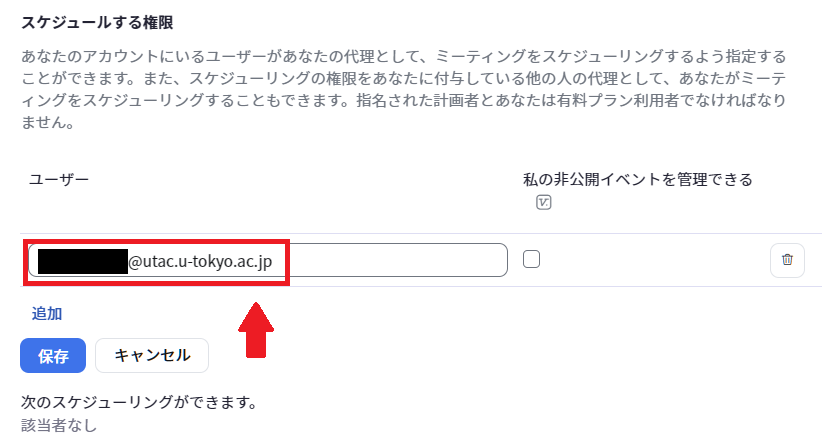 スケジュールする権限
あなたのアカウントにいるユーザーがあなたの代理として、ミーティングをスケジューリングするよう指定する
ことができます。また、スケジューリングの権限をあなたに付与している他の人の代理として、あなたがミーテ
ィングをスケジューリングすることもできます。指名された計画者とあなたは有料プラン利用者でなければなり
ません。
ユーザー
私の非公開イベントを管理できる
@utac.u-tokyo.ac.jp
追加
保存
キャンセル
次のスケジューリングができます。
該当者なし